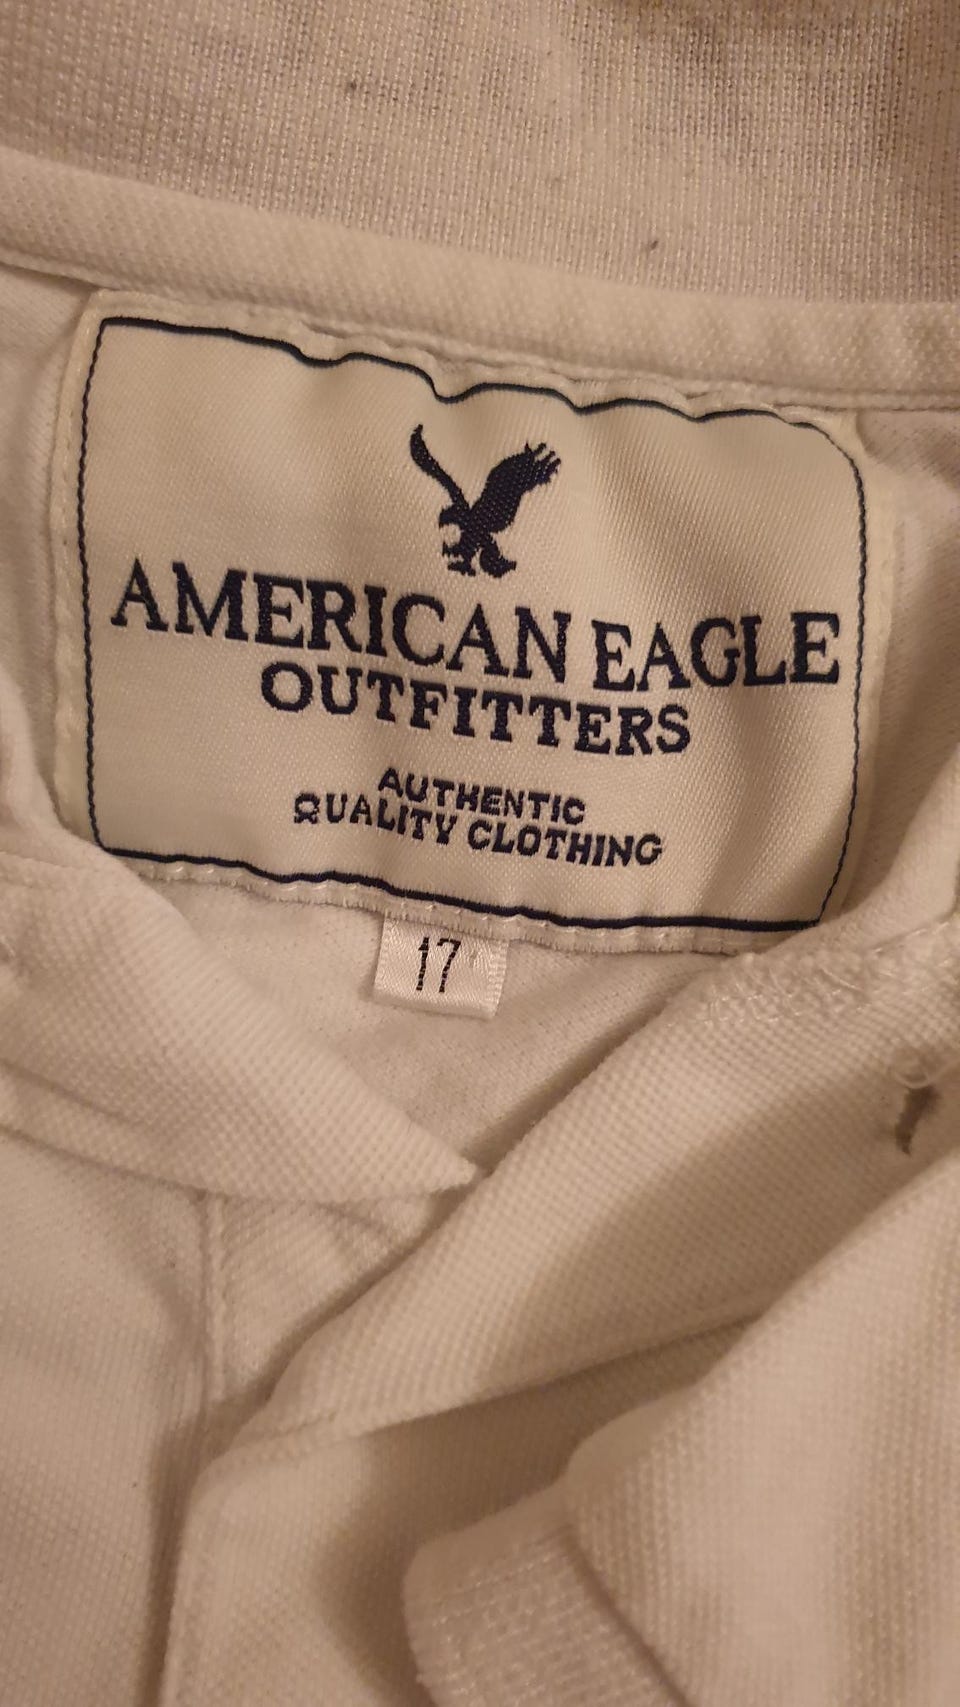 AMERICAN EAGLE
OUTFITTERS
AUTHENTIC
QUALITY CLOTHING
17